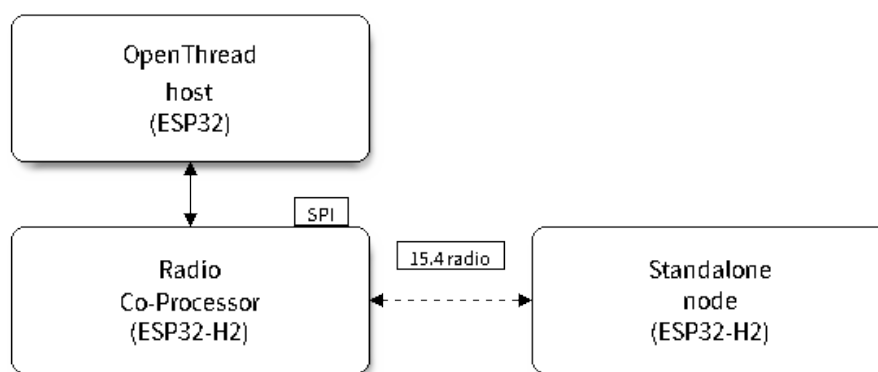 OpenThread
host
(ESP32)
SPI
Radio
Co-Processor
(ESP32-H2)
15.4 radio
Standalone
node
(ESP32-H2)